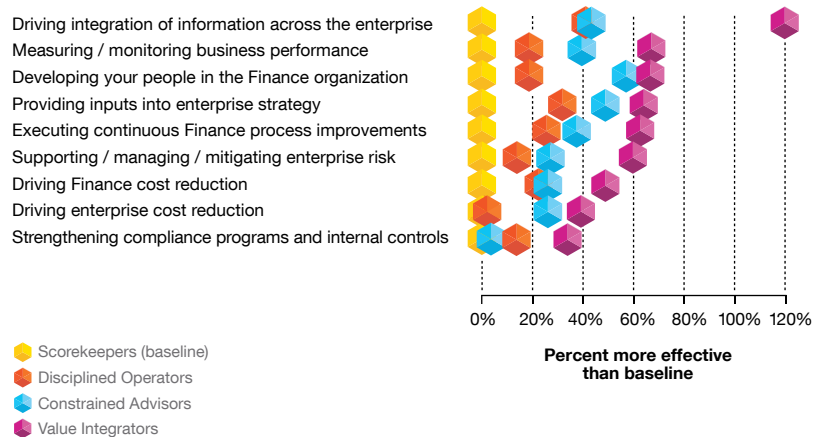 Driving integration of information across the enterprise
Measuring / monitoring business performance
Developing your people in the Finance organization
Providing inputs into enterprise strategy
Executing continuous Finance process improvements
Supporting / managing / mitigating enterprise risk
Driving Finance cost reduction
Driving enterprise cost reduction
Strengthening compliance programs and internal controls
0% 20% 40% 60% 80% 100% 120%
Percent more effective
than baseline
Scorekeepers (baseline)
Disciplined Operators
Constrained Advisors
Value Integrators